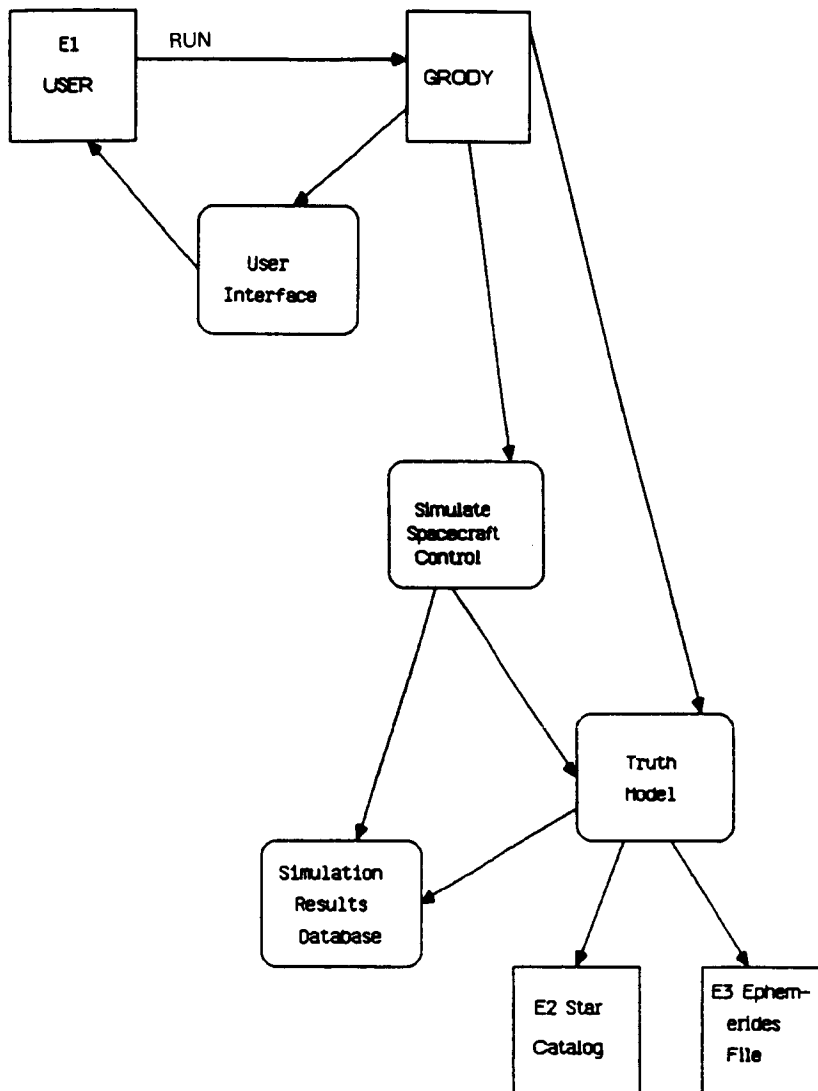 E1
USER
RUN
GRODY
User
Interface
Simulate
Spacecraft
Control
Truth
Model
Simulation
Results
Database
E2 Star
Catalog
E3 Ephem-
erides
File